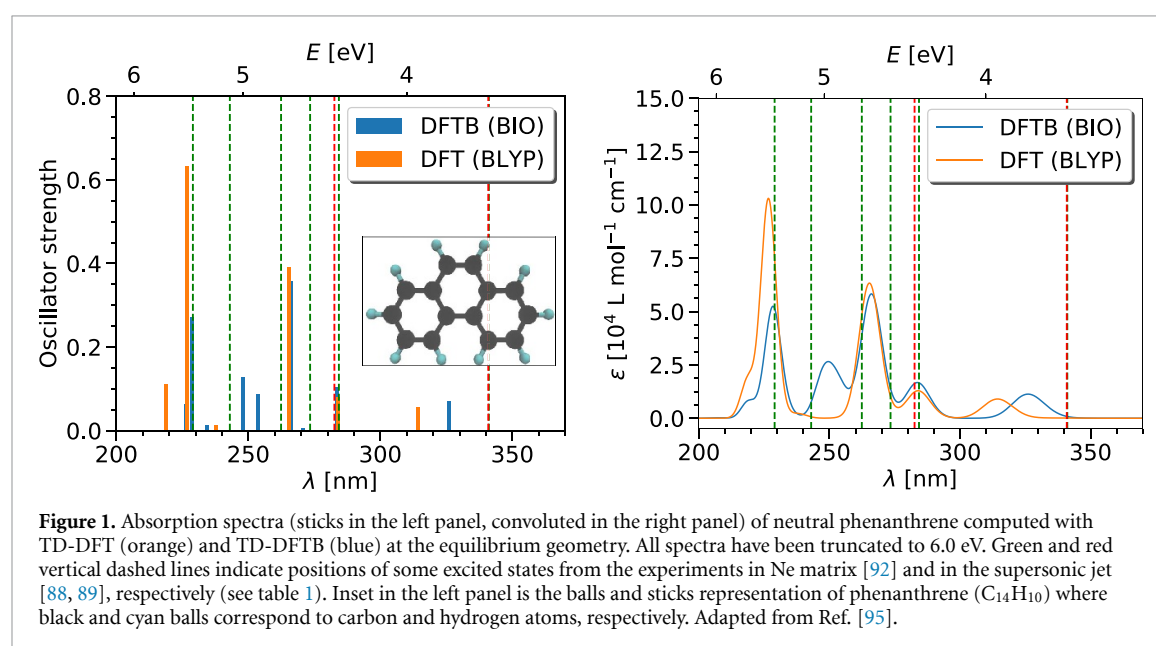 E [eV]
6 5 4
0.8
0.6
0.4
0.2
0.0
Oscillator strength
DFTB (BIO)
DFT (BLYP)
200 250 300 350
λ [nm]
E [eV]
6 5 4
15.0
12.5
10.0
7.5
5.0
2.5
0.0
ε [10⁴ L mol⁻¹ cm⁻¹]
DFTB (BIO)
DFT (BLYP)
200 250 300 350
λ [nm]
Figure 1. Absorption spectra (sticks in the left panel, convoluted in the right panel) of neutral phenanthrene computed with
TD-DFT (orange) and TD-DFTB (blue) at the equilibrium geometry. All spectra have been truncated to 6.0 eV. Green and red
vertical dashed lines indicate positions of some excited states from the experiments in Ne matrix [92] and in the supersonic jet
[88, 89], respectively (see table 1). Inset in the left panel is the balls and sticks representation of phenanthrene (C₁₄H₁₀) where
black and cyan balls correspond to carbon and hydrogen atoms, respectively. Adapted from Ref. [95].